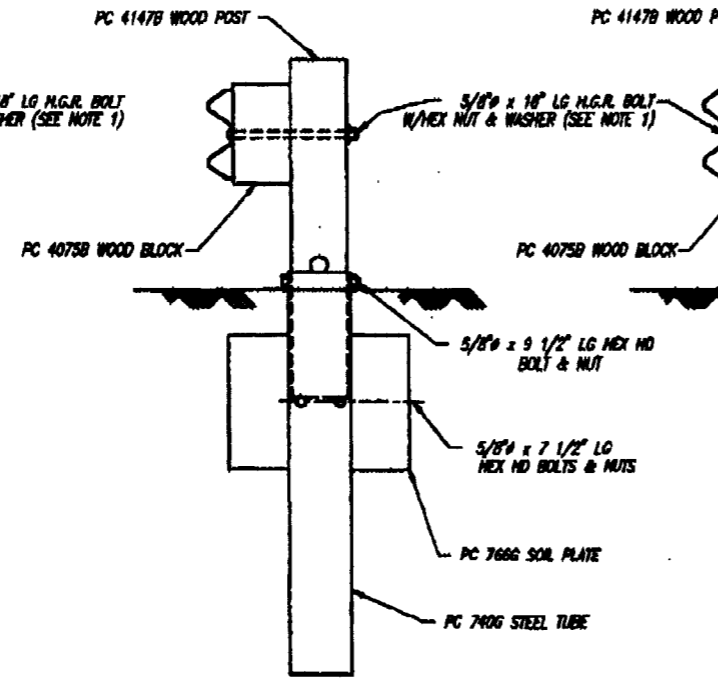 PC 4147B WOOD POST
PC 4147B WOOD P
8" LG M.G.R. BOLT
HER (SEE NOTE 1)
5/8"ø x 18" LG M.G.R. BOLT
W/HEX NUT & WASHER (SEE NOTE 1)
PC 4075B WOOD BLOCK
PC 4075B WOOD BLOCK
5/8"ø x 9 1/2" LG HEX HD
BOLT & NUT
5/8"ø x 7 1/2" LG
HEX HD BOLTS & NUTS
PC 766G SOIL PLATE
PC 740G STEEL TUBE